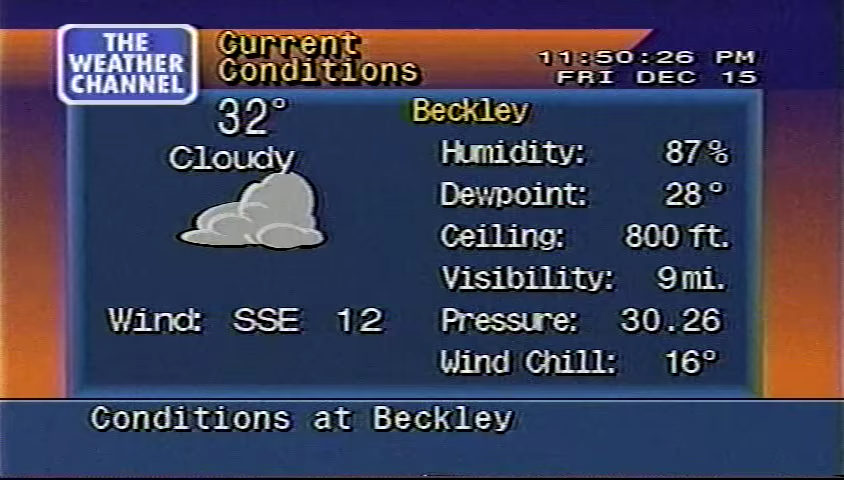 THE
WEATHER
CHANNEL
Current
Conditions
11:50:26 PM
FRI DEC 15
32°
Cloudy
Wind: SSE 12
Beckley
Humidity: 87%
Dewpoint: 28°
Ceiling: 800 ft.
Visibility: 9 mi.
Pressure: 30.26
Wind Chill: 16°
Conditions at Beckley